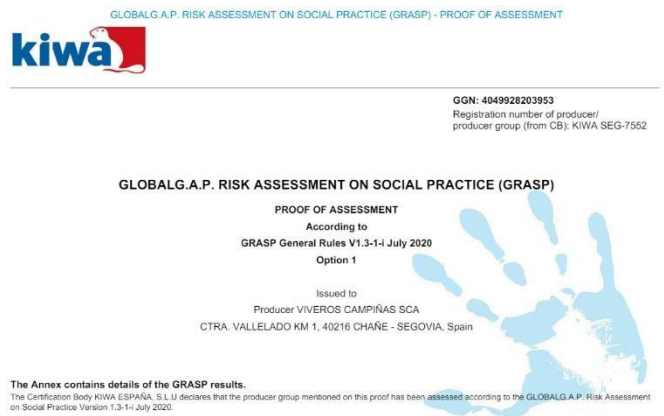 GLOBALG.A.P. RISK ASSESSMENT ON SOCIAL PRACTICE (GRASP) - PROOF OF ASSESSMENT
kiwa
GGN: 4049928203953
Registration number of producer/
producer group (from CB): KIWA SEG-7552
GLOBALG.A.P. RISK ASSESSMENT ON SOCIAL PRACTICE (GRASP)
PROOF OF ASSESSMENT
According to
GRASP General Rules V1.3-1-i July 2020
Option 1
Issued to
Producer VIVEROS CAMPIÑAS SCA
CTRA. VALLELADO KM 1, 40216 CHAÑE - SEGOVIA, Spain
The Annex contains details of the GRASP results.
The Certification Body KIWA ESPAÑA, S.L.U declares that the producer group mentioned on this proof has been assessed according to the GLOBALG.A.P. Risk Assessment
on Social Practice Version 1.3-1-i July 2020.